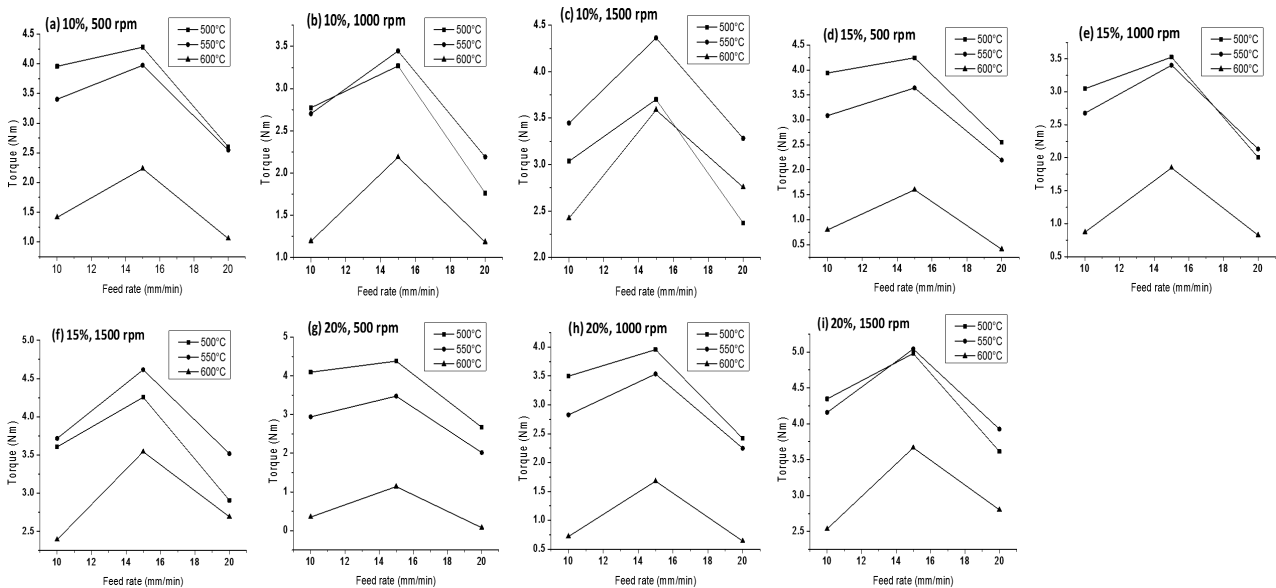 (a) 10%, 500 rpm
500°C
550°C
600°C
4.5
4.0
3.5
3.0
2.5
2.0
1.5
1.0
Torque (Nm)
10 12 14 16 18 20
Feed rate (mm/min)
(b) 10%, 1000 rpm
500°C
550°C
600°C
3.5
3.0
2.5
2.0
1.5
1.0
Torque (Nm)
10 12 14 16 18 20
Feed rate (mm/min)
(c) 10%, 1500 rpm
500°C
550°C
600°C
4.5
4.0
3.5
3.0
2.5
2.0
Torque (Nm)
10 12 14 16 18 20
Feed rate (mm/min)
(d) 15%, 500 rpm
500°C
550°C
600°C
4.5
4.0
3.5
3.0
2.5
2.0
1.5
1.0
0.5
Torque (Nm)
10 12 14 16 18 20
Feed rate (mm/min)
(e) 15%, 1000 rpm
500°C
550°C
600°C
3.5
3.0
2.5
2.0
1.5
1.0
0.5
Torque (Nm)
10 12 14 16 18 20
Feed rate (mm/min)
(f) 15%, 1500 rpm
500°C
550°C
600°C
5.0
4.5
4.0
3.5
3.0
2.5
Torque (Nm)
10 12 14 16 18 20
Feed rate (mm/min)
(g) 20%, 500 rpm
500°C
550°C
600°C
5
4
3
2
1
0
Torque (Nm)
10 12 14 16 18 20
Feed rate (mm/min)
(h) 20%, 1000 rpm
500°C
550°C
600°C
4.0
3.5
3.0
2.5
2.0
1.5
1.0
0.5
Torque (Nm)
10 12 14 16 18 20
Feed rate (mm/min)
(i) 20%, 1500 rpm
500°C
550°C
600°C
5.0
4.5
4.0
3.5
3.0
2.5
Torque (Nm)
10 12 14 16 18 20
Feed rate (mm/min)